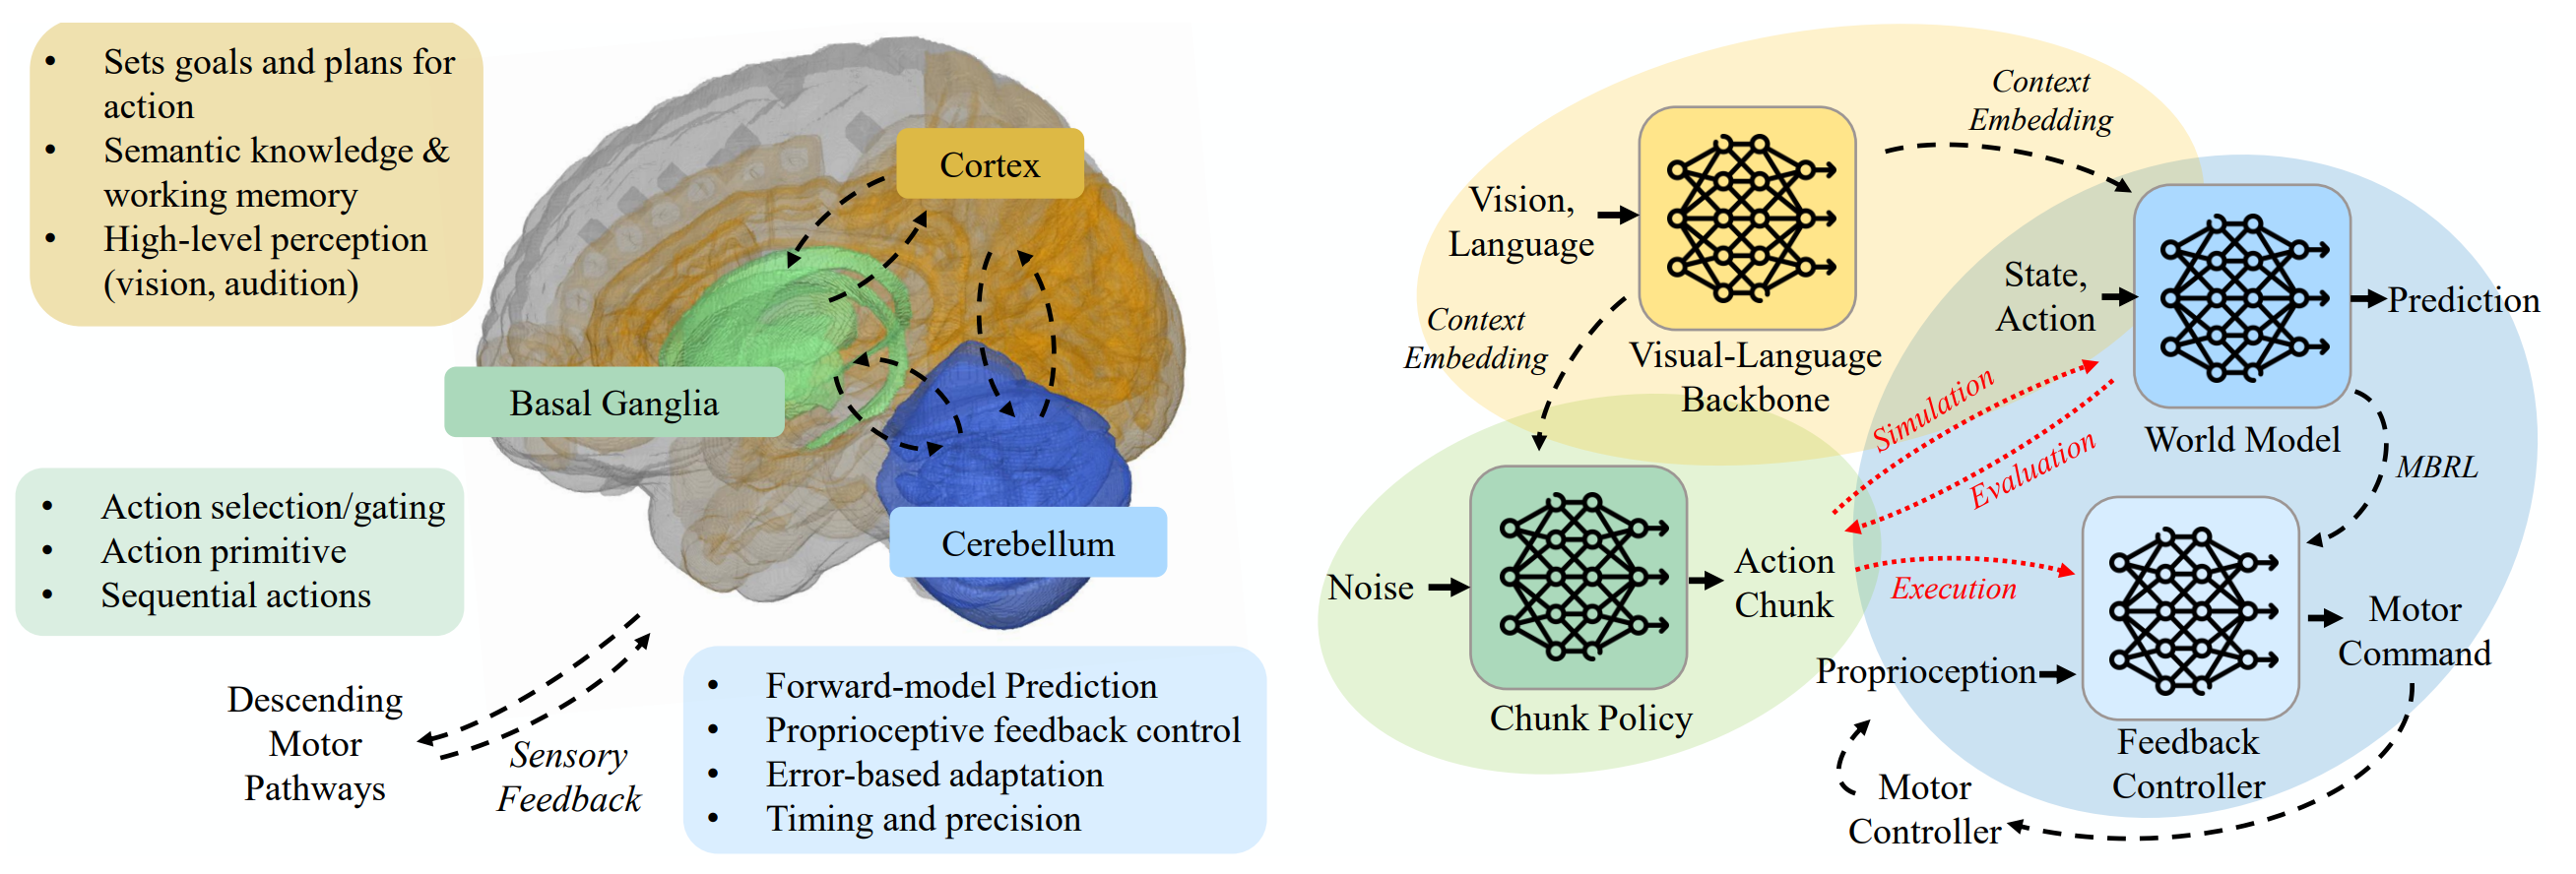 • Sets goals and plans for
action
• Semantic knowledge &
working memory
• High-level perception
(vision, audition)
Cortex
Basal Ganglia
Cerebellum
• Action selection/gating
• Action primitive
• Sequential actions
Descending
Motor
Pathways
Sensory
Feedback
• Forward-model Prediction
• Proprioceptive feedback control
• Error-based adaptation
• Timing and precision
Context
Embedding
Vision,
Language
Visual-Language
Backbone
Context
Embedding
State,
Action
Prediction
World Model
Simulation
Evaluation
MBRL
Noise
Chunk Policy
Action
Chunk
Execution
Proprioception
Motor
Command
Feedback
Controller
Motor
Controller